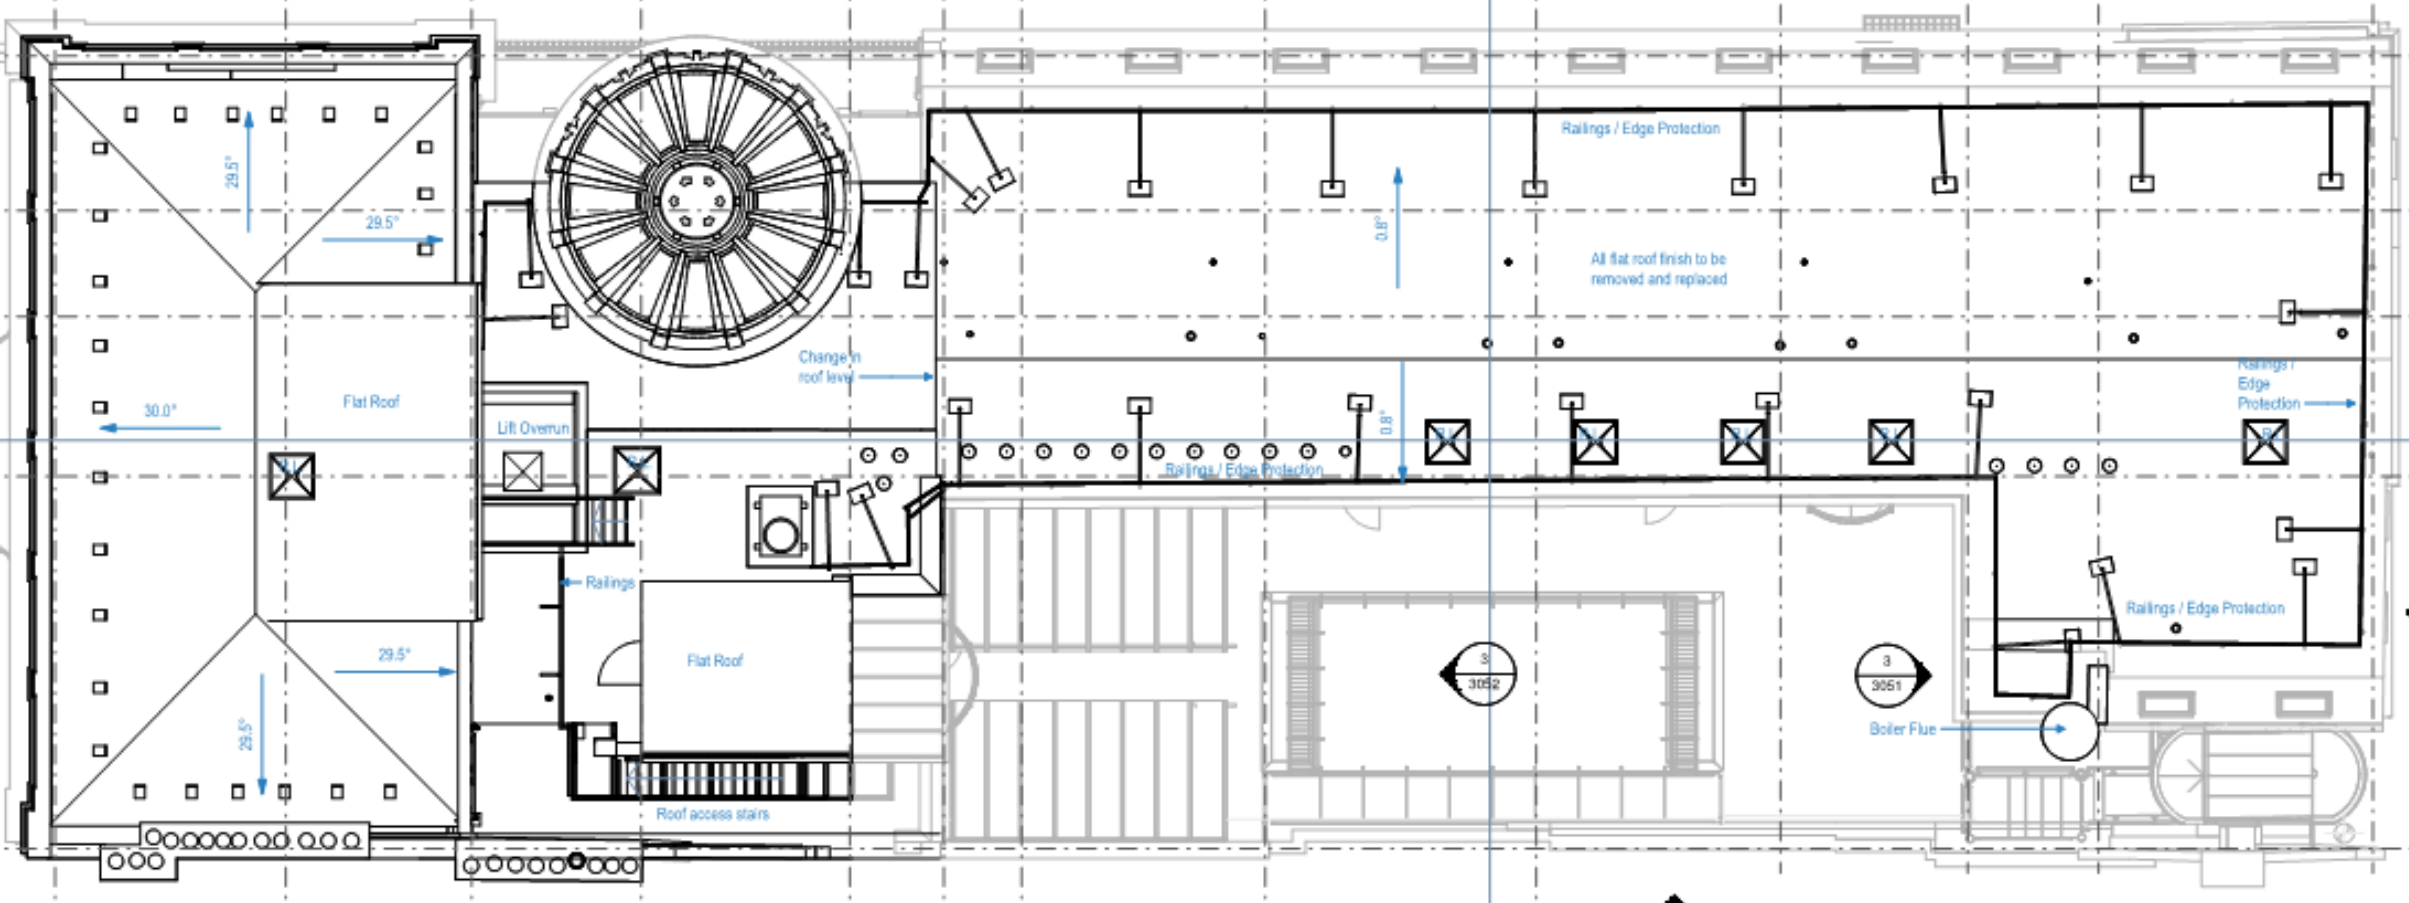 Railings / Edge Protection
29.5°
29.5°
0.8°
All flat roof finish to be
removed and replaced
Change in
roof level
Railings /
Edge
Protection
Flat Roof
30.0°
Lift Overrun
0.8°
R.L.
R.L.
R.L.
R.L.
R.L.
R.L.
R.L.
Railings / Edge Protection
Railings
Railings / Edge Protection
Flat Roof
29.5°
3
3052
3
3051
29.5°
Boiler Flue
Roof access stairs